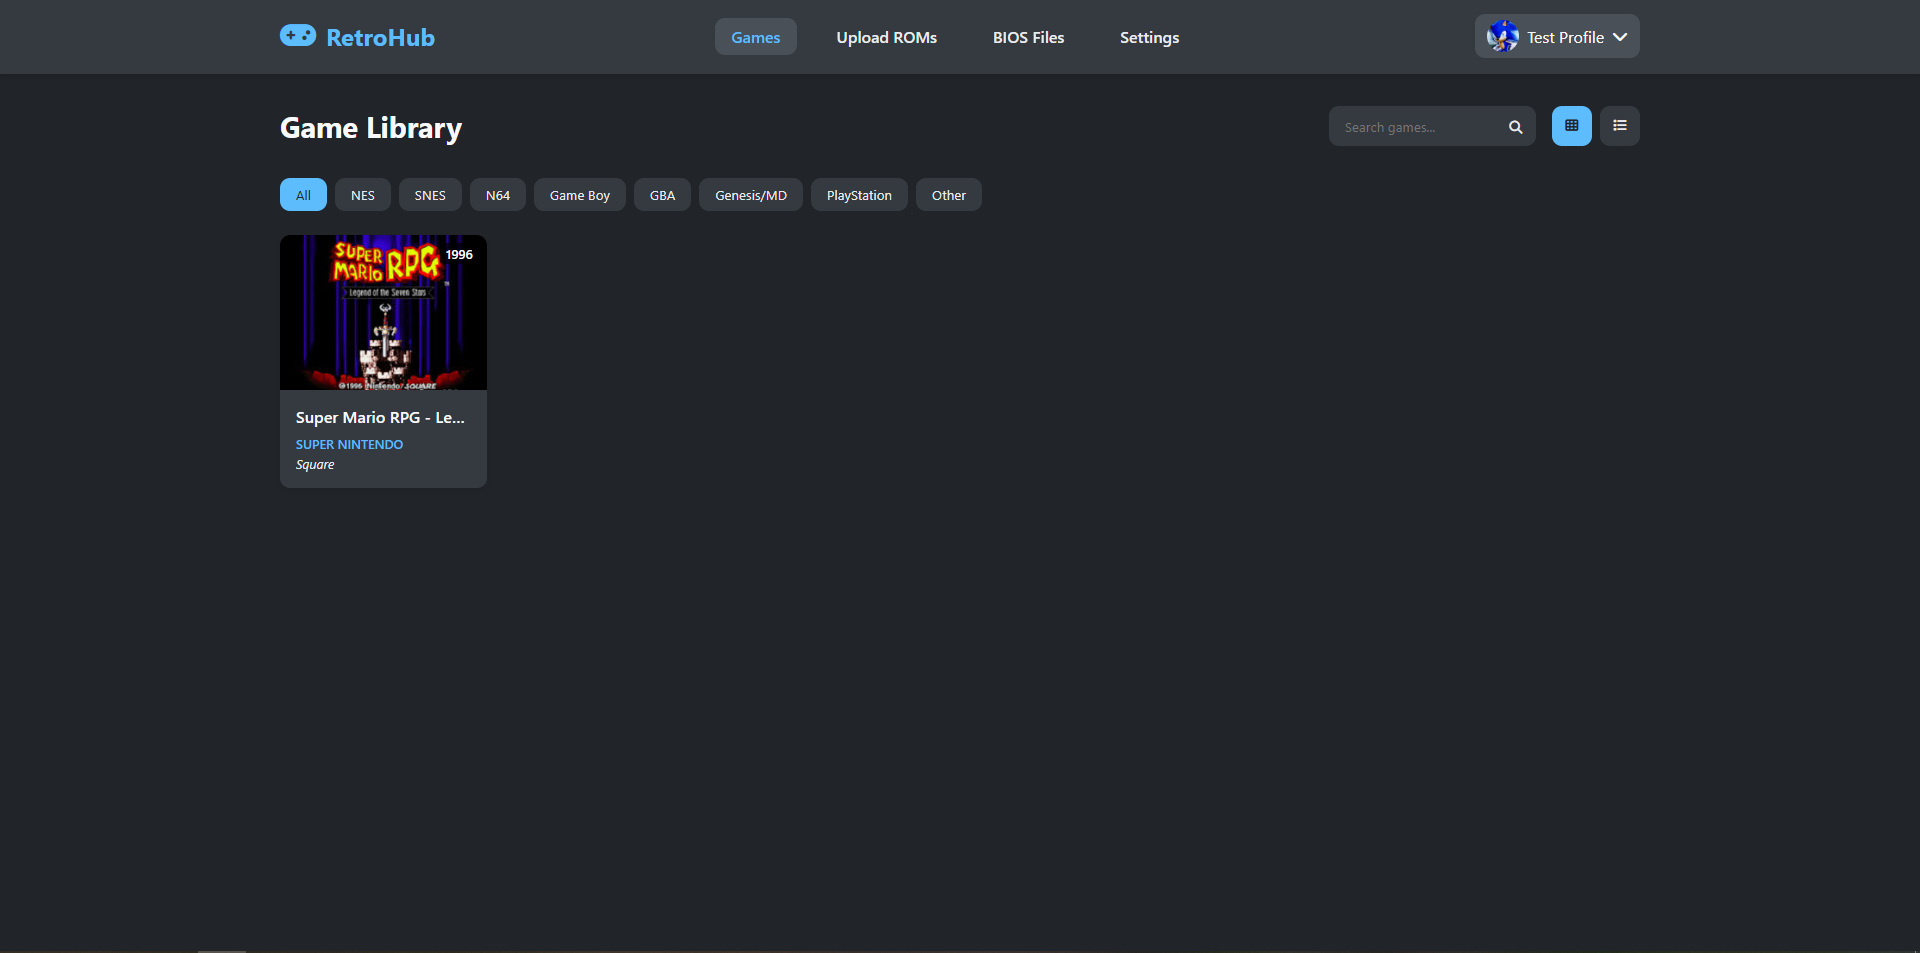 RetroHub
Games
Upload ROMs
BIOS Files
Settings
Test Profile
Game Library
Search games...
All
NES
SNES
N64
Game Boy
GBA
Genesis/MD
PlayStation
Other
SUPER
MARIO RPG
TM
Legend of the Seven Stars
1996
©1996 Nintendo/SQUARE
Super Mario RPG - Le...
SUPER NINTENDO
Square